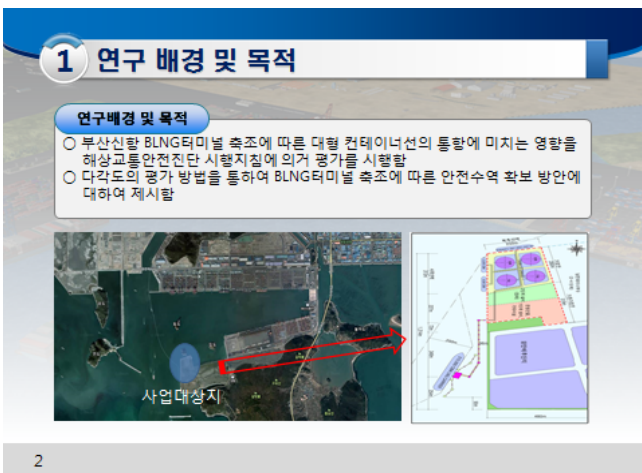 1 연구 배경 및 목적
연구배경 및 목적
○ 부산신항 BLNG터미널 축조에 따른 대형 컨테이너선의 통항에 미치는 영향을
해상교통안전진단 시행지침에 의거 평가를 시행함
○ 다각도의 평가 방법을 통하여 BLNG터미널 축조에 따른 안전수역 확보 방안에
대하여 제시함
사업대상지
2